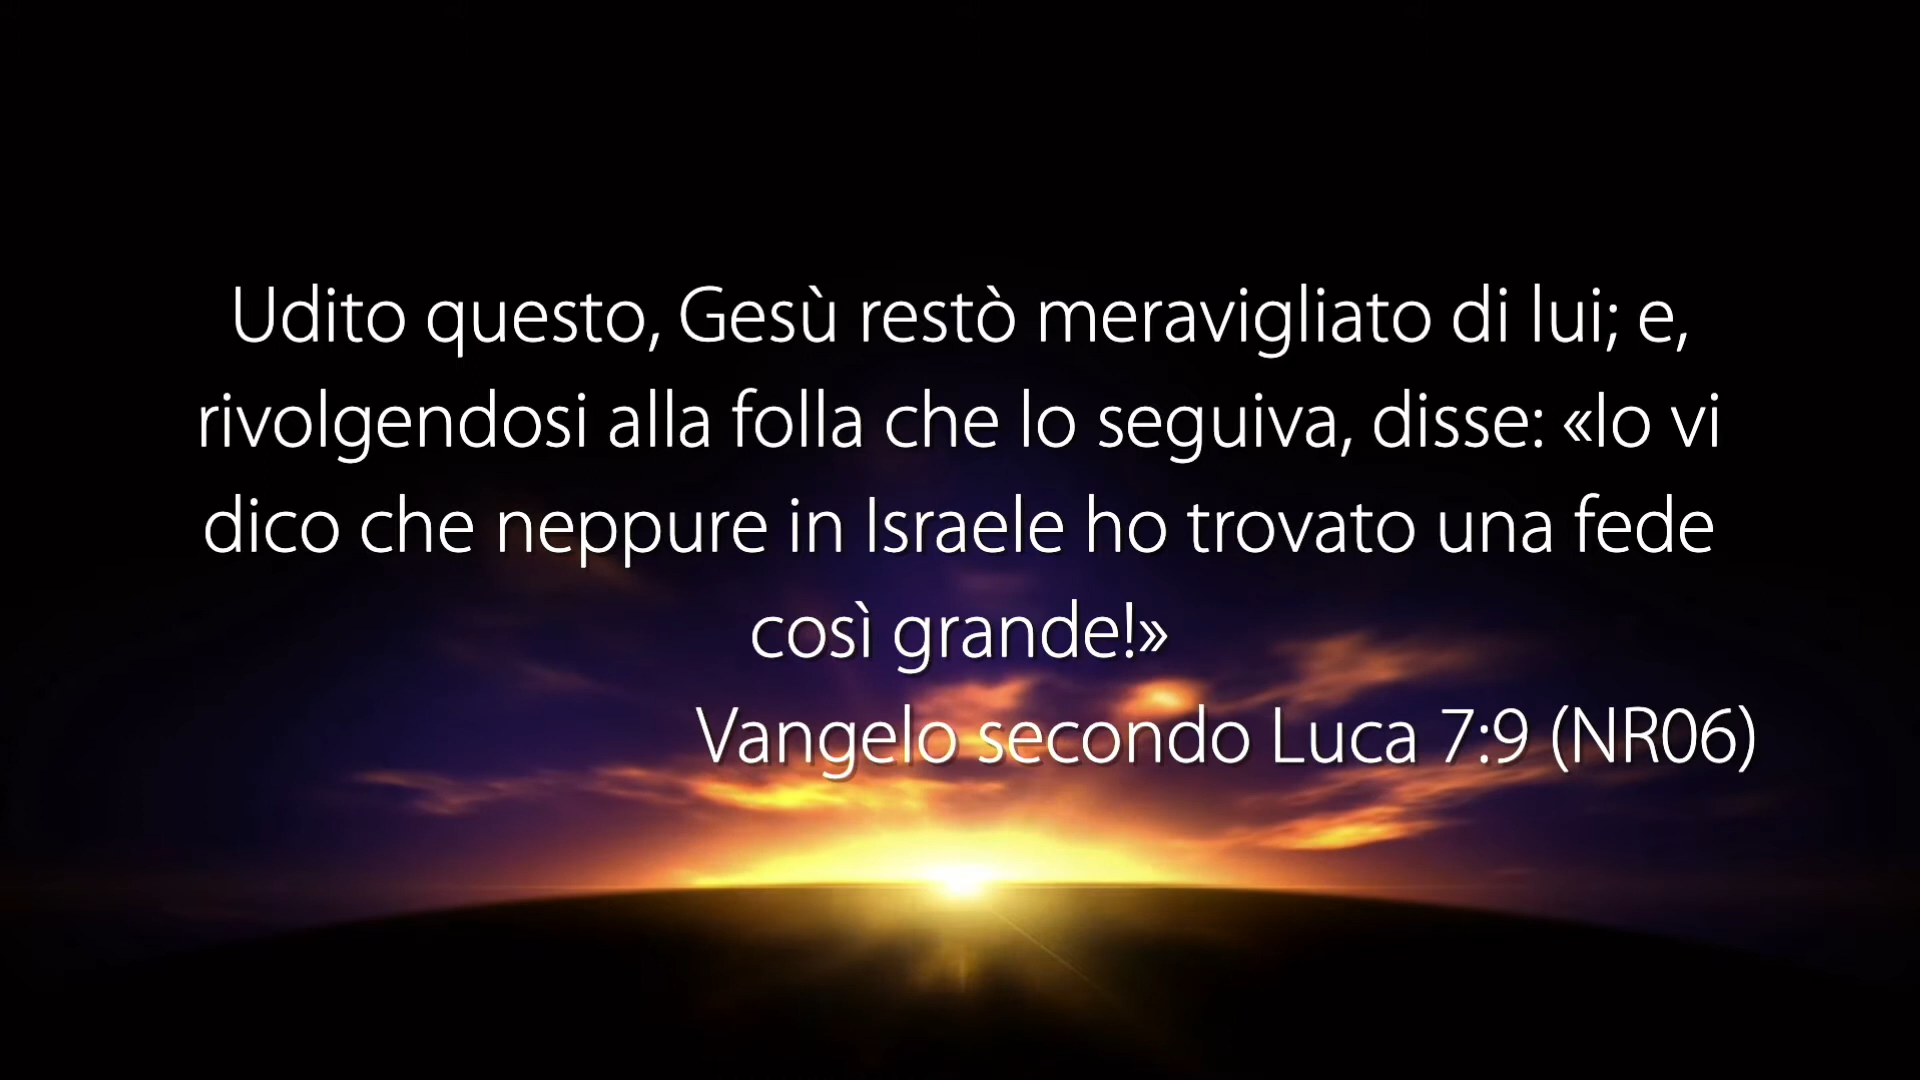 Udito questo, Gesù restò meravigliato di lui; e,
rivolgendosi alla folla che lo seguiva, disse: «Io vi
dico che neppure in Israele ho trovato una fede
così grande!»
Vangelo secondo Luca 7:9 (NR06)